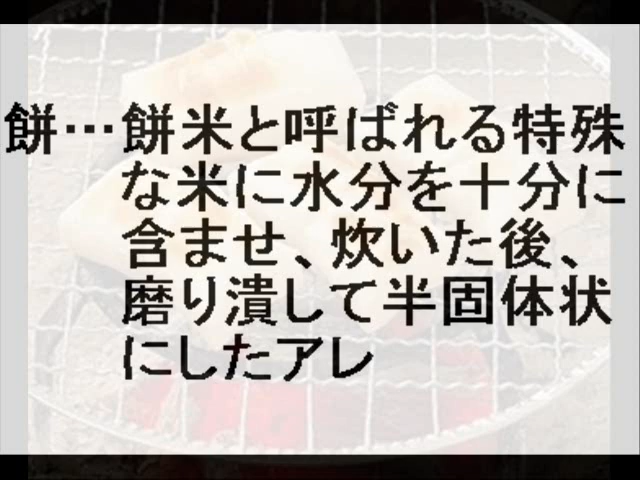 餅…餅米と呼ばれる特殊
な米に水分を十分に
含ませ、炊いた後、
磨り潰して半固体状
にしたアレ